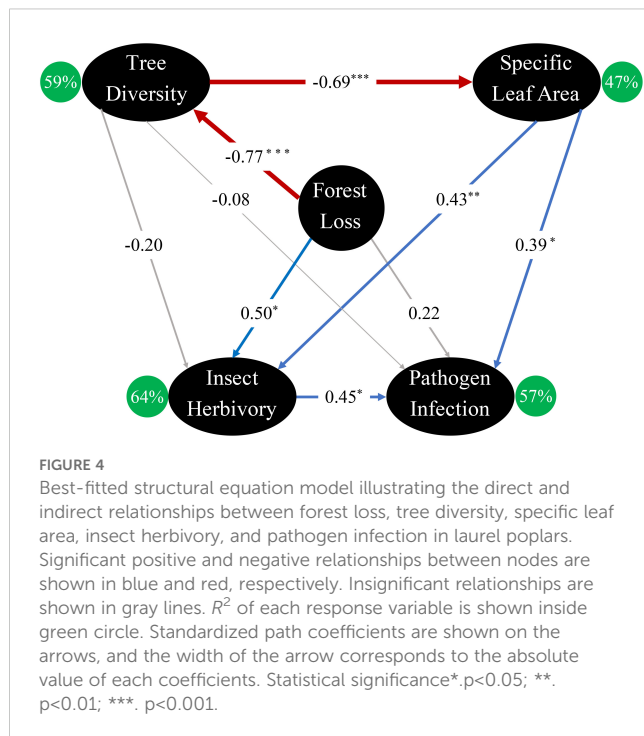 Tree
Diversity
59%
-0.69***
Specific
Leaf Area
47%
-0.77***
Forest
Loss
-0.08
0.43**
-0.20
0.39*
0.50*
0.22
Insect
Herbivory
64%
0.45*
Pathogen
Infection
57%
FIGURE 4
Best-fitted structural equation model illustrating the direct and
indirect relationships between forest loss, tree diversity, specific leaf
area, insect herbivory, and pathogen infection in laurel poplars.
Significant positive and negative relationships between nodes are
shown in blue and red, respectively. Insignificant relationships are
shown in gray lines. R² of each response variable is shown inside
green circle. Standardized path coefficients are shown on the
arrows, and the width of the arrow corresponds to the absolute
value of each coefficients. Statistical significance*.p<0.05; **.
p<0.01; ***. p<0.001.